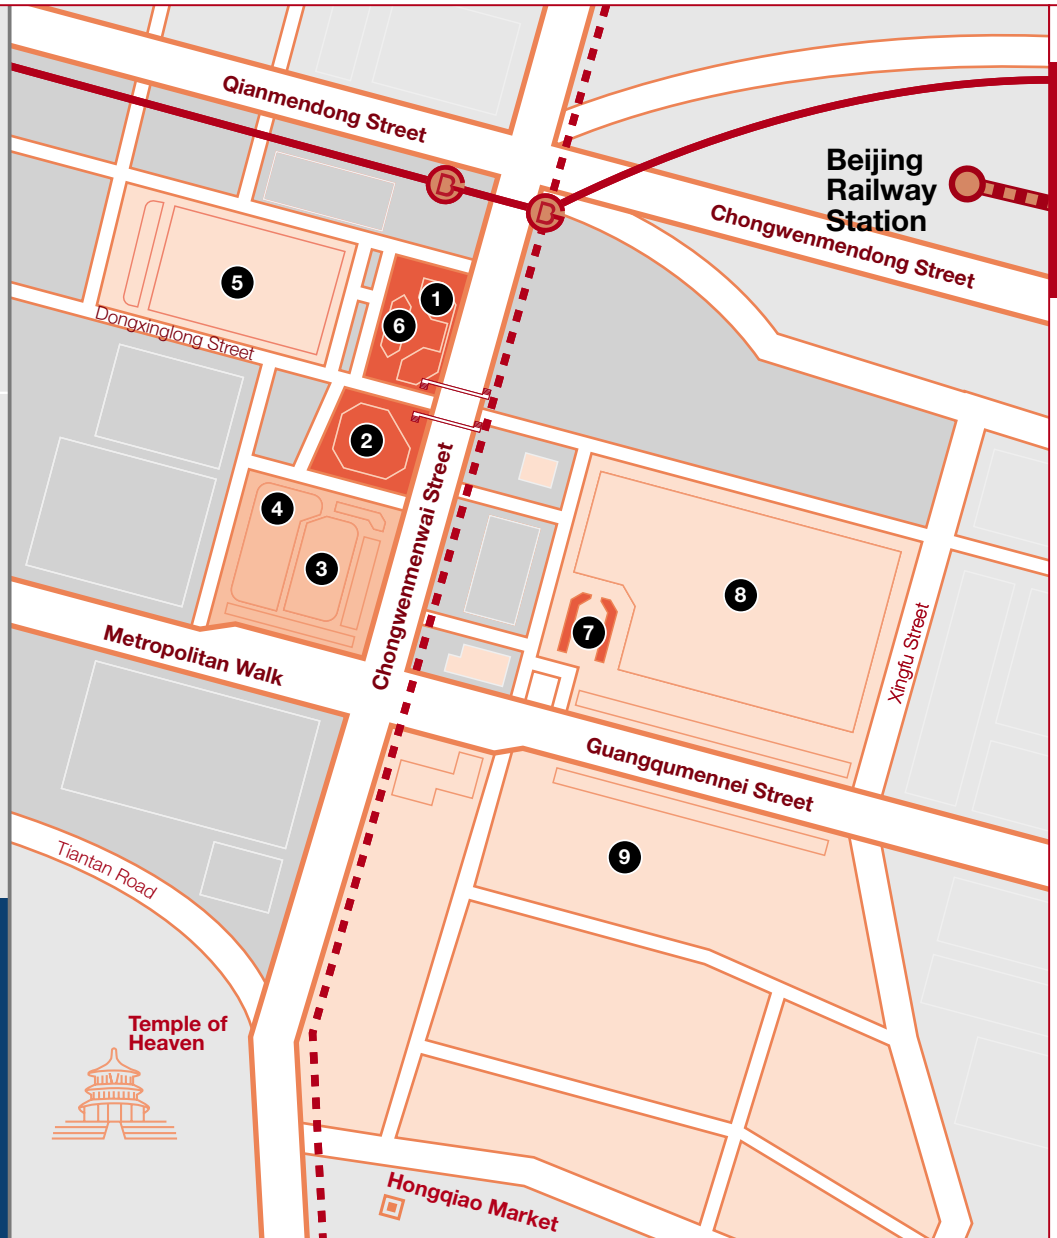 Qianmendong Street
Beijing
Railway
Station
Chongwenmendong Street
5
1
6
Dongxinglong Street
2
4
3
Chongwenmenwai Street
8
7
Xingfu Street
Metropolitan Walk
Guangqumennei Street
9
Tiantan Road
Temple of
Heaven
Hongqiao Market